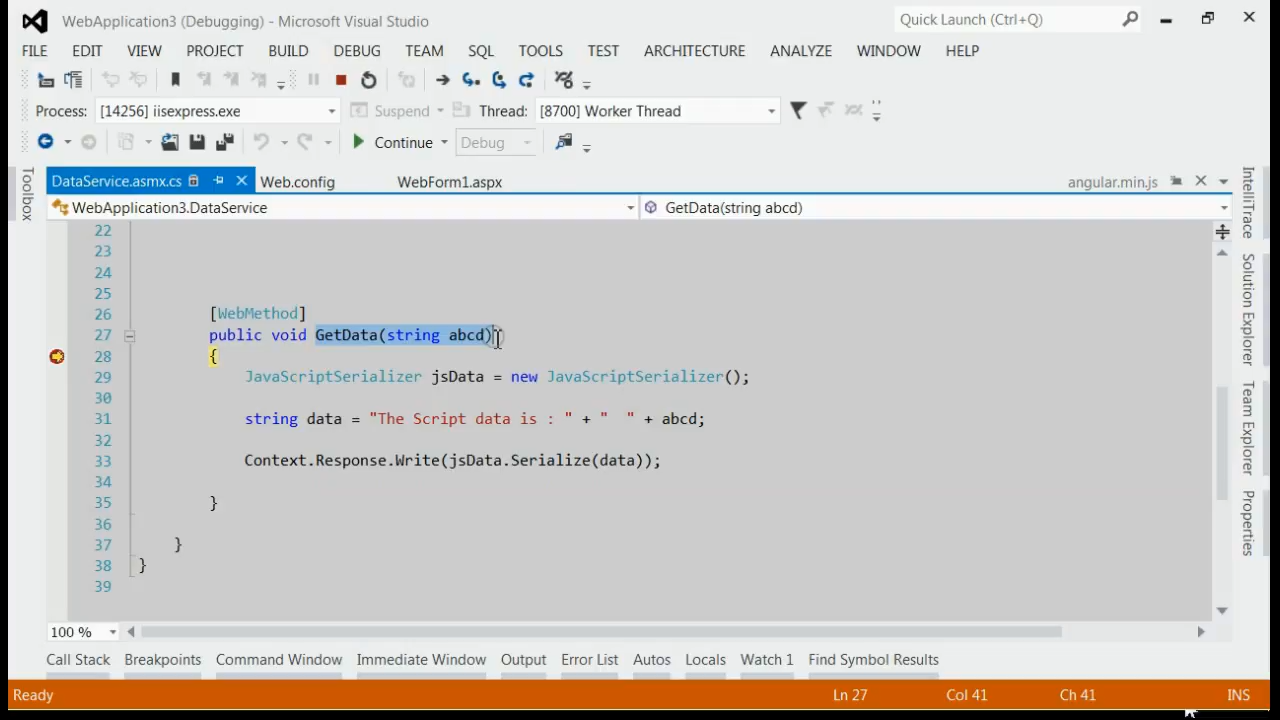 WebApplication3 (Debugging) - Microsoft Visual Studio
Quick Launch (Ctrl+Q)
FILE EDIT VIEW PROJECT BUILD DEBUG TEAM SQL TOOLS TEST ARCHITECTURE ANALYZE WINDOW HELP
Process: [14256] iisexpress.exe Suspend Thread: [8700] Worker Thread
Continue Debug
Toolbox
DataService.asmx.cs Web.config WebForm1.aspx angular.min.js
WebApplication3.DataService GetData(string abcd)
22
23
24
25
26 [WebMethod]
27 public void GetData(string abcd)
28 {
29 JavaScriptSerializer jsData = new JavaScriptSerializer();
30
31 string data = "The Script data is : " + "  " + abcd;
32
33 Context.Response.Write(jsData.Serialize(data));
34
35 }
36
37 }
38 }
39
IntelliTrace
Solution Explorer
Team Explorer
Properties
100 %
Call Stack Breakpoints Command Window Immediate Window Output Error List Autos Locals Watch 1 Find Symbol Results
Ready Ln 27 Col 41 Ch 41 INS